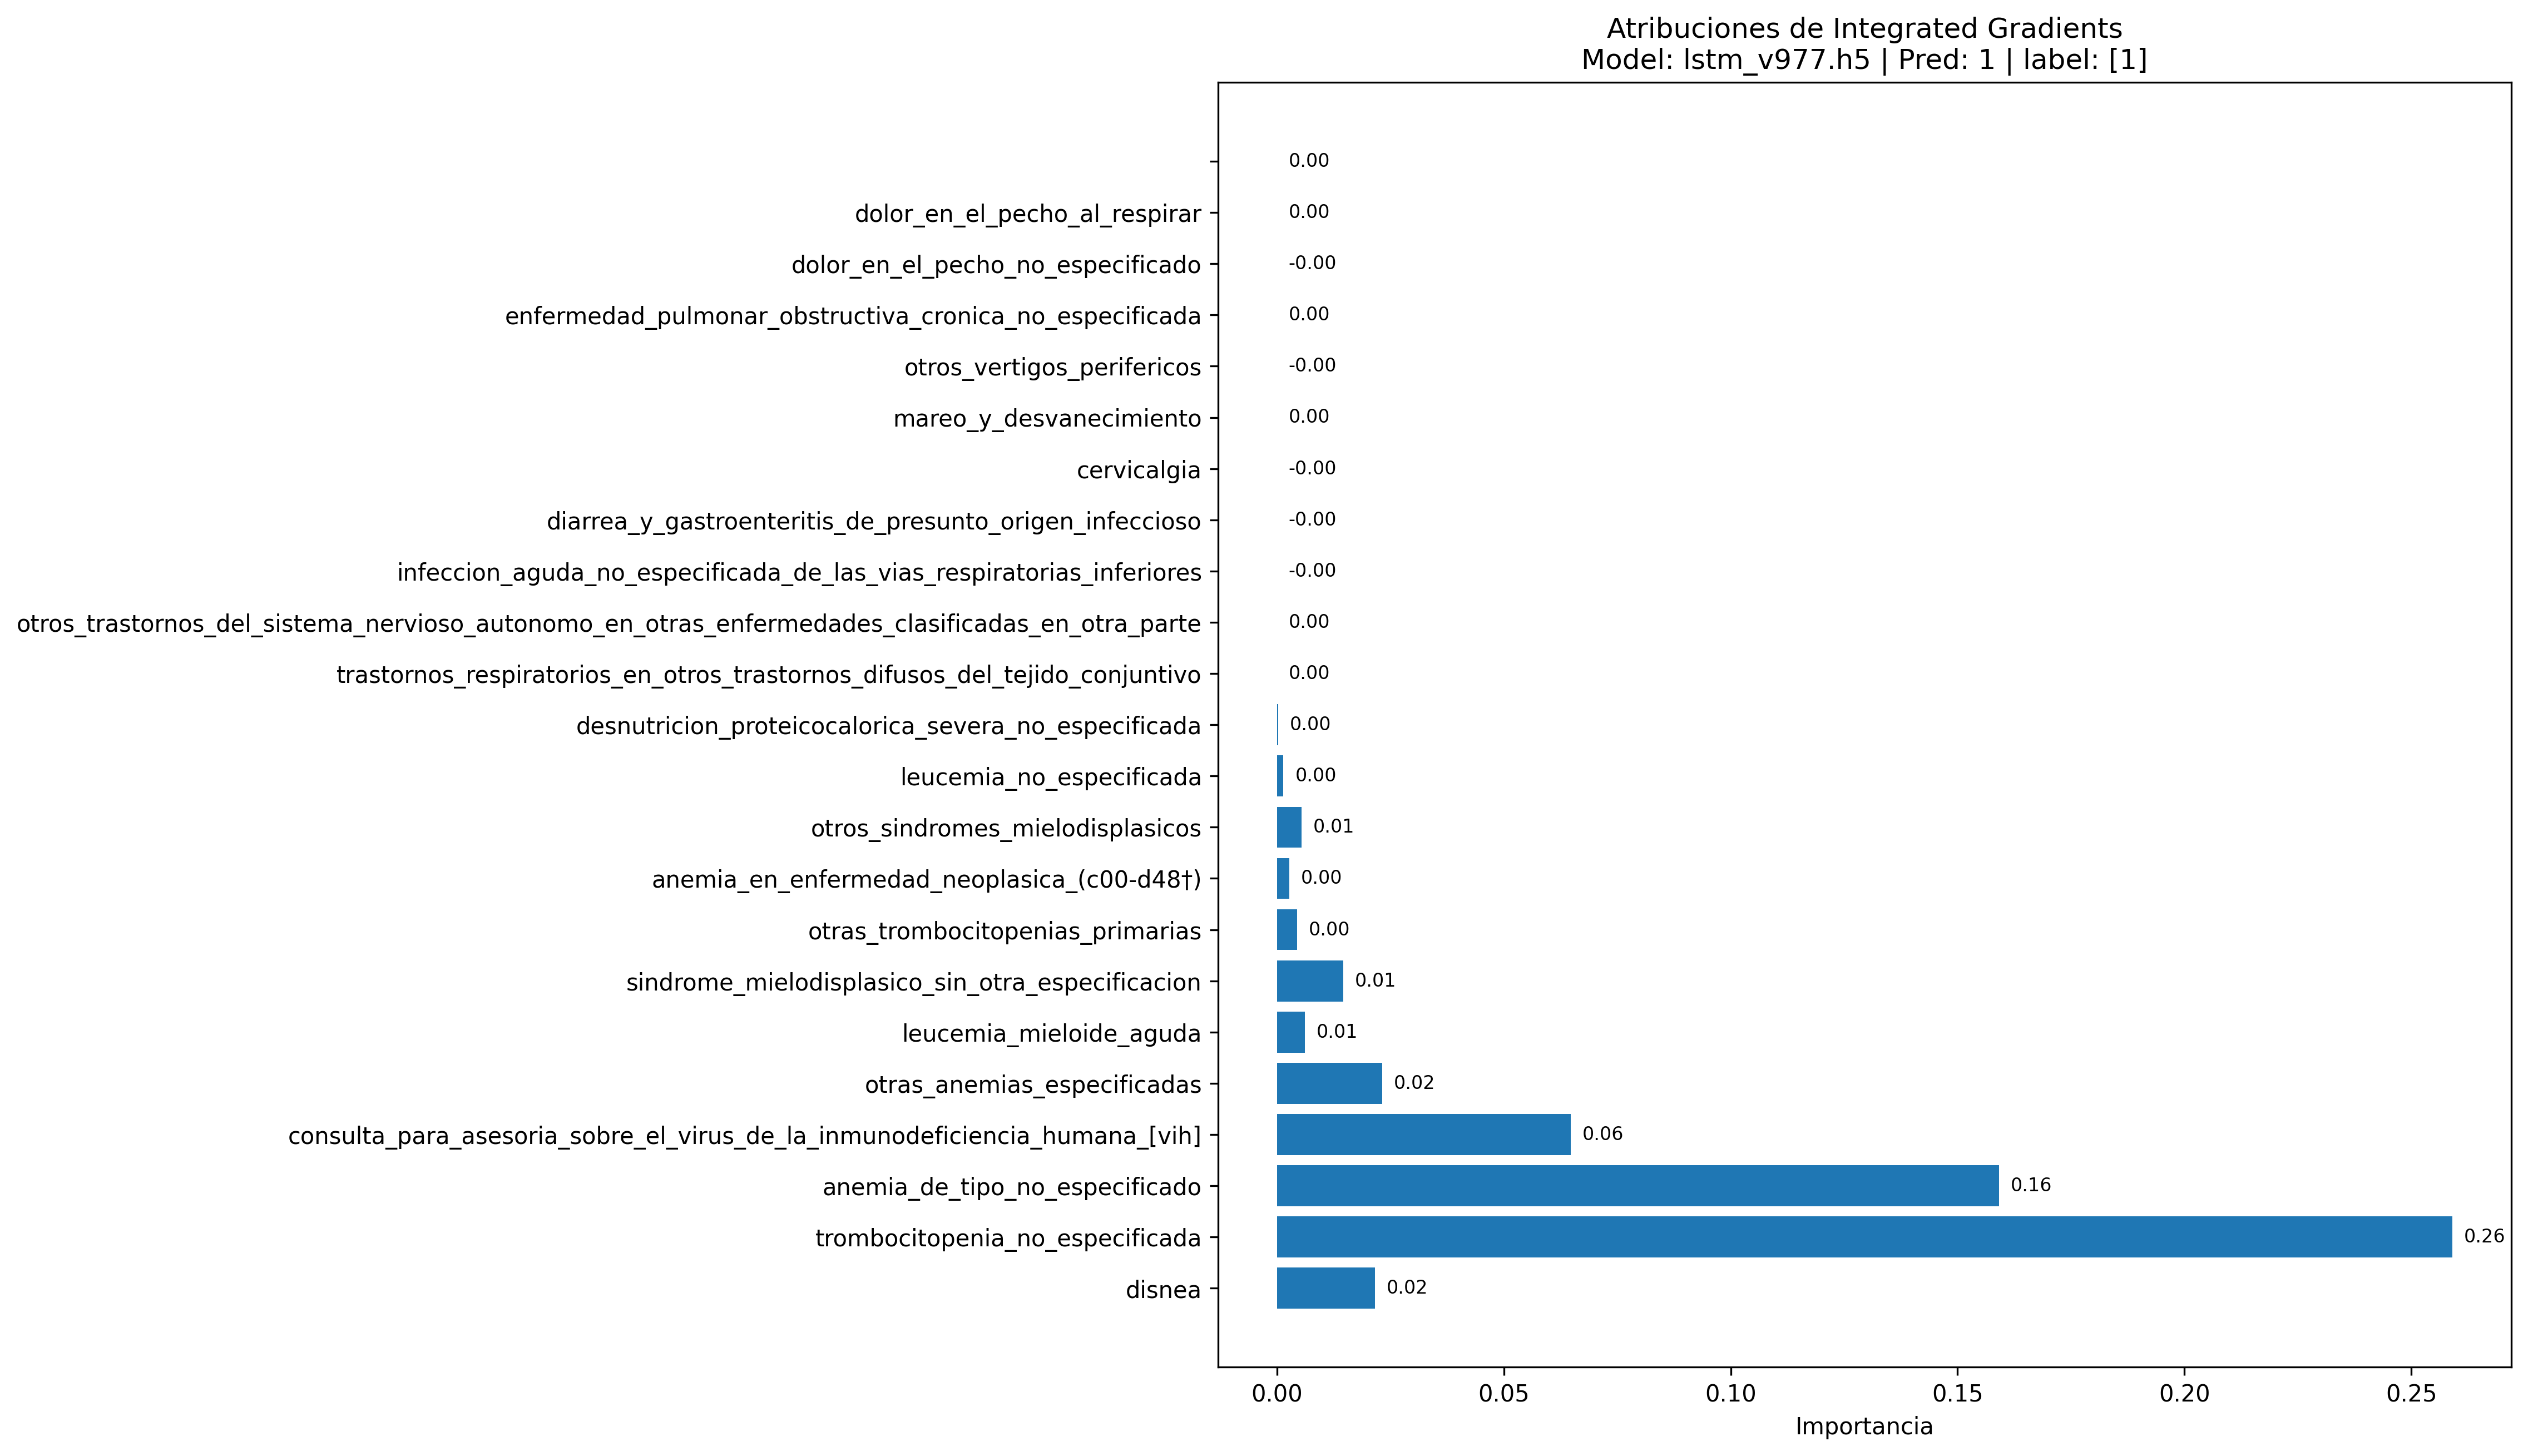 Atribuciones de Integrated Gradients
Model: lstm_v977.h5 | Pred: 1 | label: [1]
0.00
dolor_en_el_pecho_al_respirar 0.00
dolor_en_el_pecho_no_especificado -0.00
enfermedad_pulmonar_obstructiva_cronica_no_especificada 0.00
otros_vertigos_perifericos -0.00
mareo_y_desvanecimiento 0.00
cervicalgia -0.00
diarrea_y_gastroenteritis_de_presunto_origen_infeccioso -0.00
infeccion_aguda_no_especificada_de_las_vias_respiratorias_inferiores -0.00
otros_trastornos_del_sistema_nervioso_autonomo_en_otras_enfermedades_clasificadas_en_otra_parte 0.00
trastornos_respiratorios_en_otros_trastornos_difusos_del_tejido_conjuntivo 0.00
desnutricion_proteicocalorica_severa_no_especificada 0.00
leucemia_no_especificada 0.00
otros_sindromes_mielodisplasicos 0.01
anemia_en_enfermedad_neoplasica_(c00-d48†) 0.00
otras_trombocitopenias_primarias 0.00
sindrome_mielodisplasico_sin_otra_especificacion 0.01
leucemia_mieloide_aguda 0.01
otras_anemias_especificadas 0.02
consulta_para_asesoria_sobre_el_virus_de_la_inmunodeficiencia_humana_[vih] 0.06
anemia_de_tipo_no_especificado 0.16
trombocitopenia_no_especificada 0.26
disnea 0.02
0.00 0.05 0.10 0.15 0.20 0.25
Importancia